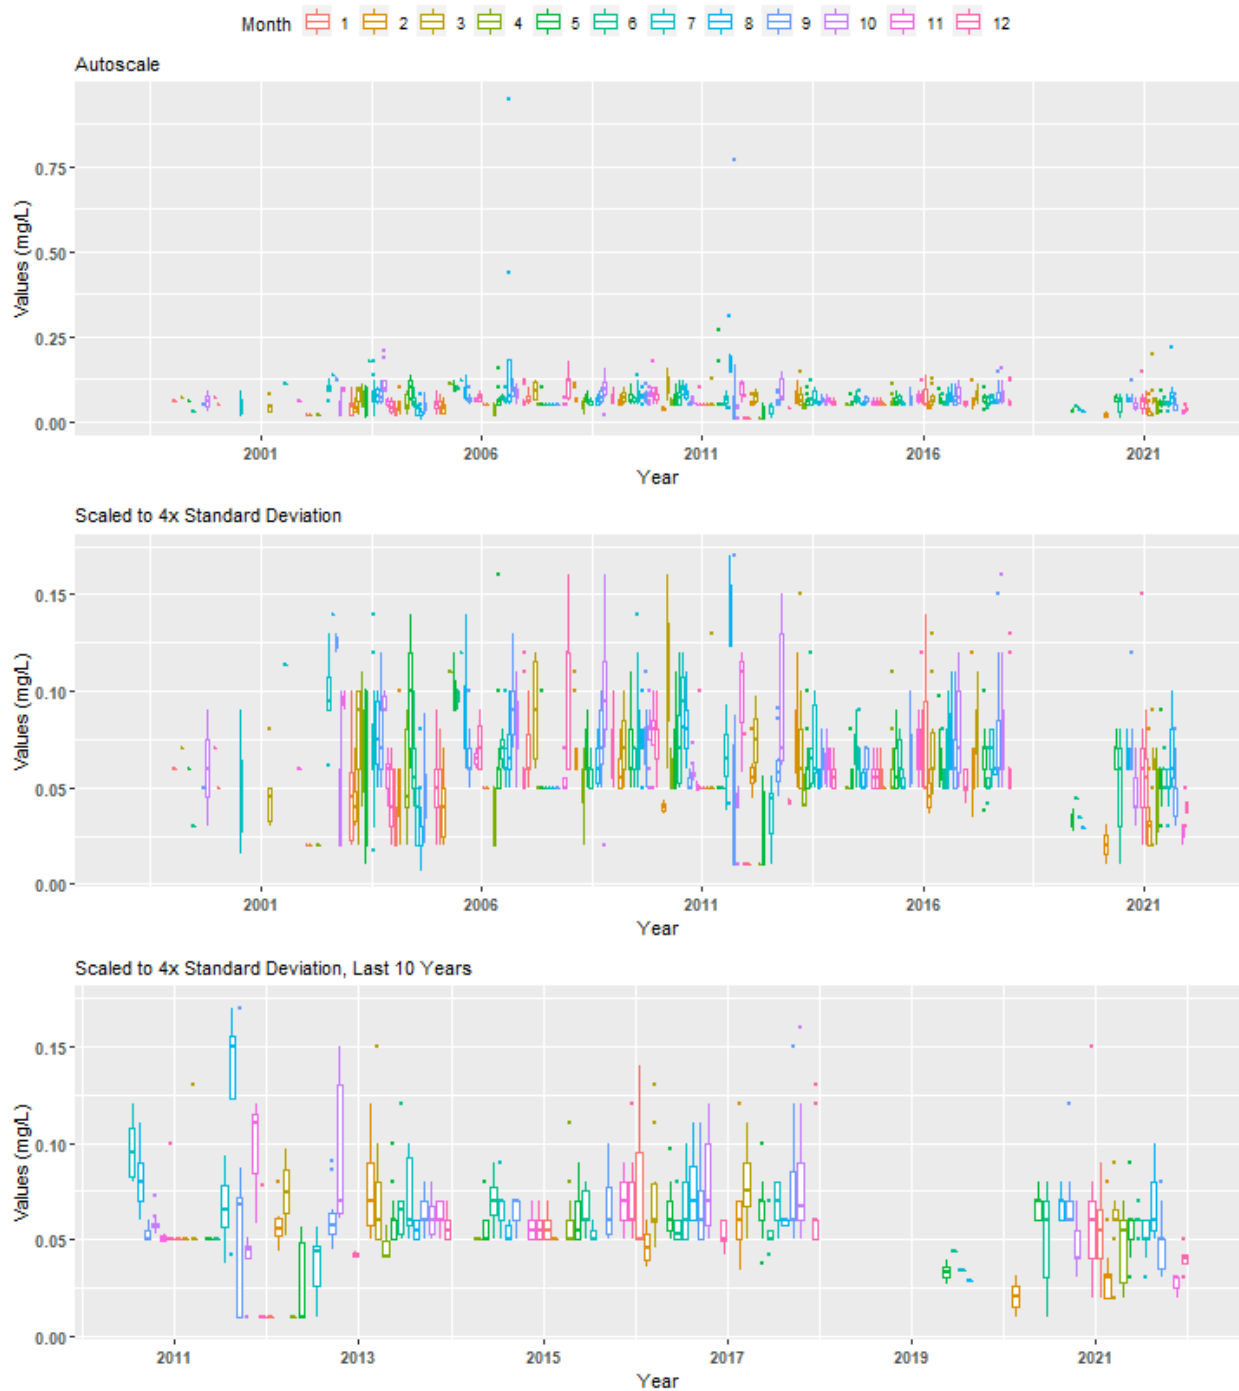 Month 1 2 3 4 5 6 7 8 9 10 11 12
Autoscale
Values (mg/L)
0.75
0.50
0.25
0.00
2001 2006 2011 2016 2021
Year
Scaled to 4x Standard Deviation
Values (mg/L)
0.15
0.10
0.05
0.00
2001 2006 2011 2016 2021
Year
Scaled to 4x Standard Deviation, Last 10 Years
Values (mg/L)
0.15
0.10
0.05
0.00
2011 2013 2015 2017 2019 2021
Year